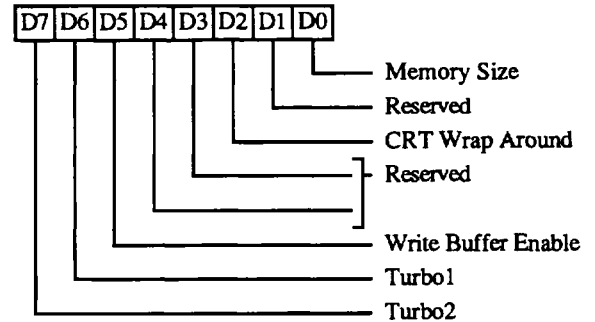 D7 D6 D5 D4 D3 D2 D1 D0
Memory Size
Reserved
CRT Wrap Around
Reserved
Write Buffer Enable
Turbo1
Turbo2